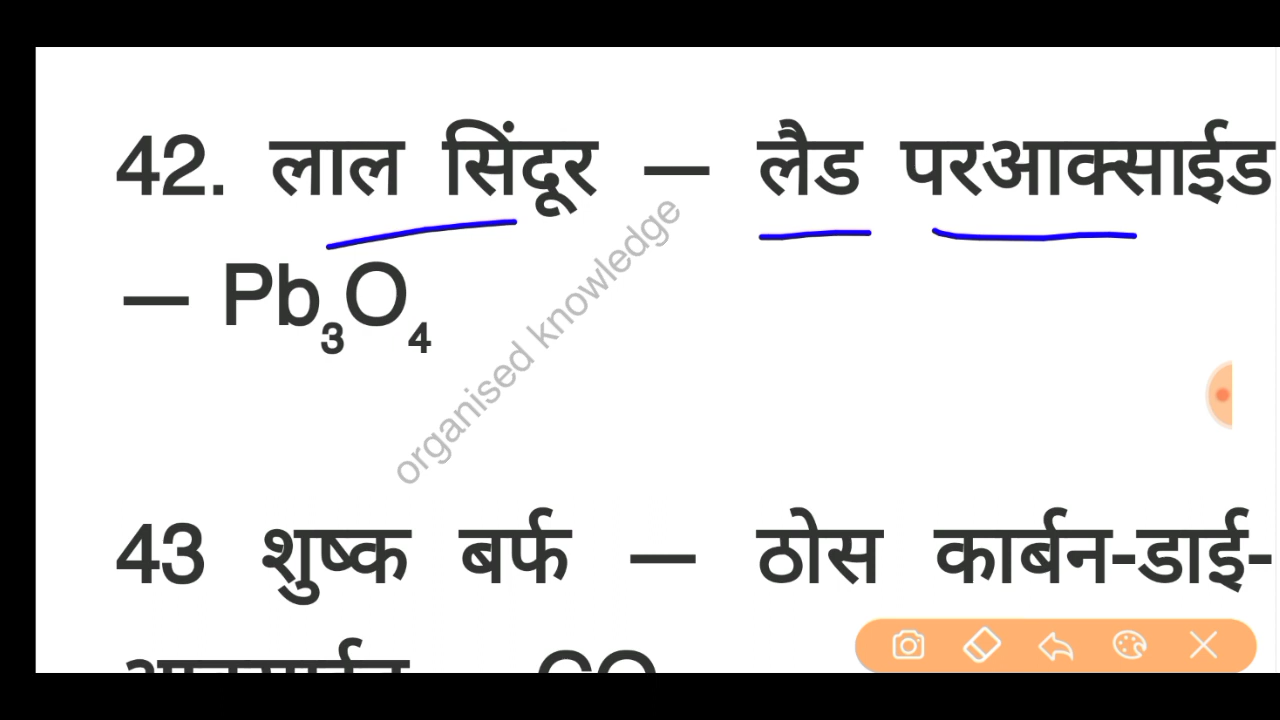 42. लाल सिंदूर — लैड परआक्साईड
— Pb₃O₄
organised knowledge
43 शुष्क बर्फ — ठोस कार्बन-डाई-